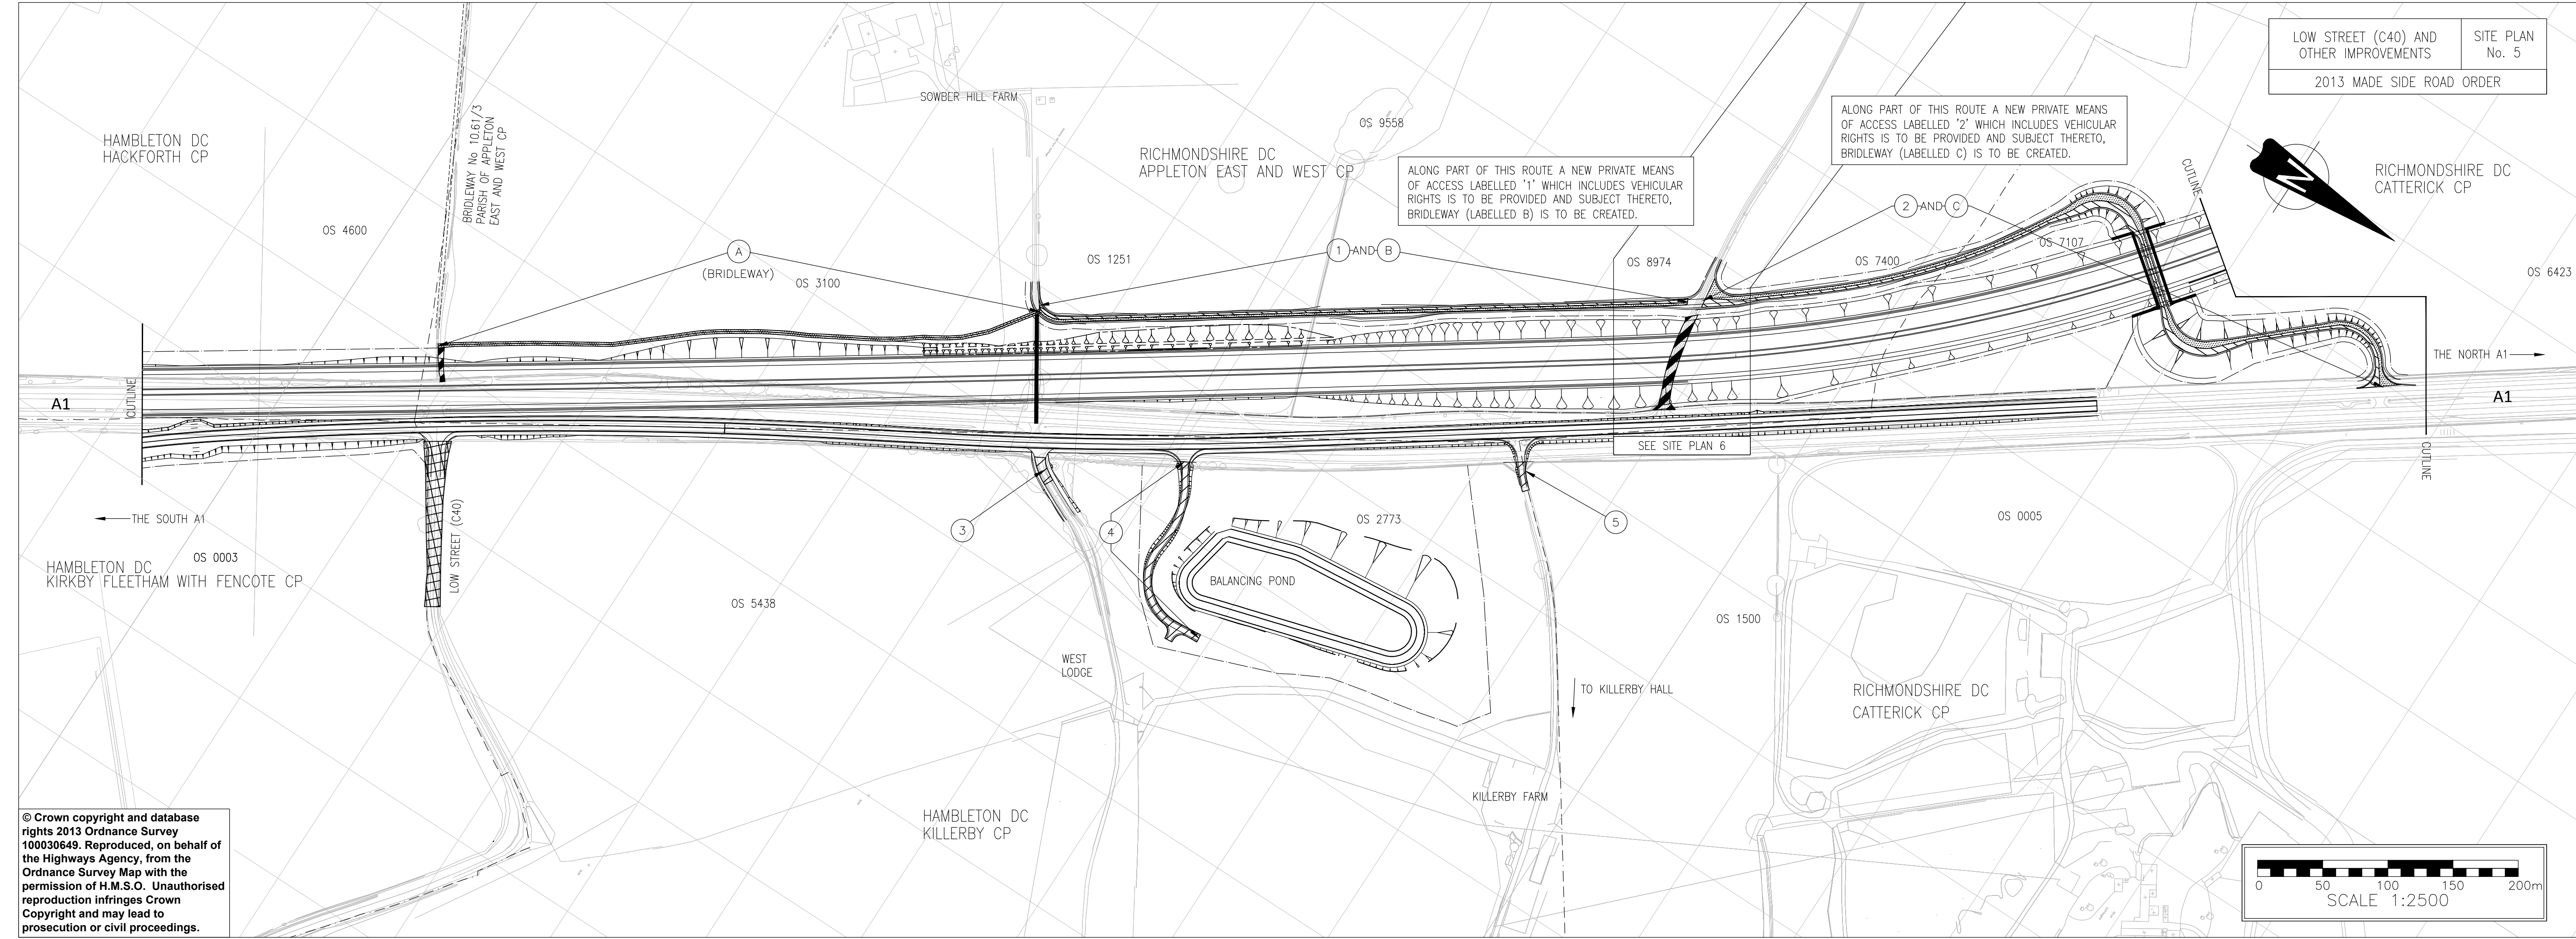 LOW STREET (C40) AND
OTHER IMPROVEMENTS
SITE PLAN
No. 5
2013 MADE SIDE ROAD ORDER
HAMBLETON DC
HACKFORTH CP
BRIDLEWAY No 10.61/3
PARISH OF APPLETON
EAST AND WEST CP
SOWBER HILL FARM
OS 9558
RICHMONDSHIRE DC
APPLETON EAST AND WEST CP
ALONG PART OF THIS ROUTE A NEW PRIVATE MEANS
OF ACCESS LABELLED '1' WHICH INCLUDES VEHICULAR
RIGHTS IS TO BE PROVIDED AND SUBJECT THERETO,
BRIDLEWAY (LABELLED B) IS TO BE CREATED.
ALONG PART OF THIS ROUTE A NEW PRIVATE MEANS
OF ACCESS LABELLED '2' WHICH INCLUDES VEHICULAR
RIGHTS IS TO BE PROVIDED AND SUBJECT THERETO,
BRIDLEWAY (LABELLED C) IS TO BE CREATED.
CUTLINE
N
RICHMONDSHIRE DC
CATTERICK CP
OS 4600
A
(BRIDLEWAY)
OS 3100
OS 1251
1 AND B
OS 8974
2 AND C
OS 7400
OS 7107
OS 6423
THE NORTH A1
A1
CUTLINE
A1
SEE SITE PLAN 6
CUTLINE
THE SOUTH A1
OS 0003
HAMBLETON DC
KIRKBY FLEETHAM WITH FENCOTE CP
LOW STREET (C40)
OS 5438
3
4
OS 2773
BALANCING POND
5
OS 0005
OS 1500
WEST
LODGE
TO KILLERBY HALL
RICHMONDSHIRE DC
CATTERICK CP
KILLERBY FARM
HAMBLETON DC
KILLERBY CP
© Crown copyright and database
rights 2013 Ordnance Survey
100030649. Reproduced, on behalf of
the Highways Agency, from the
Ordnance Survey Map with the
permission of H.M.S.O. Unauthorised
reproduction infringes Crown
Copyright and may lead to
prosecution or civil proceedings.
0 50 100 150 200m
SCALE 1:2500